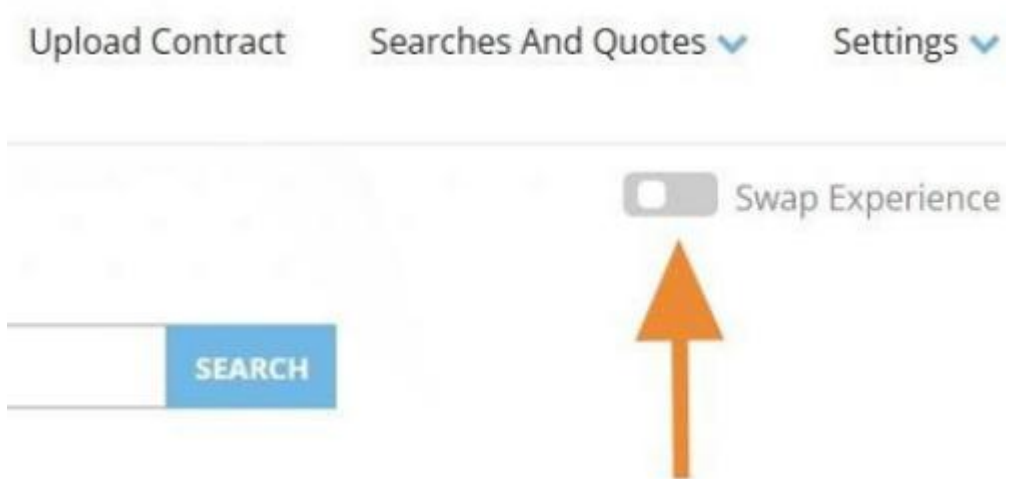 Upload Contract Searches And Quotes Settings
Swap Experience
SEARCH